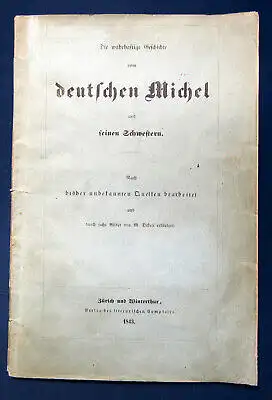 Die wahrhaftige Geschichte
vom
deutschen Michel
und
seinen Schwestern.
Nach
bisher unbekannten Quellen bearbeitet
und
durch sechs Bilder von M. Disteli erläutert.
Zürich und Winterthur,
Verlag des literarischen Comptoirs.
1843.